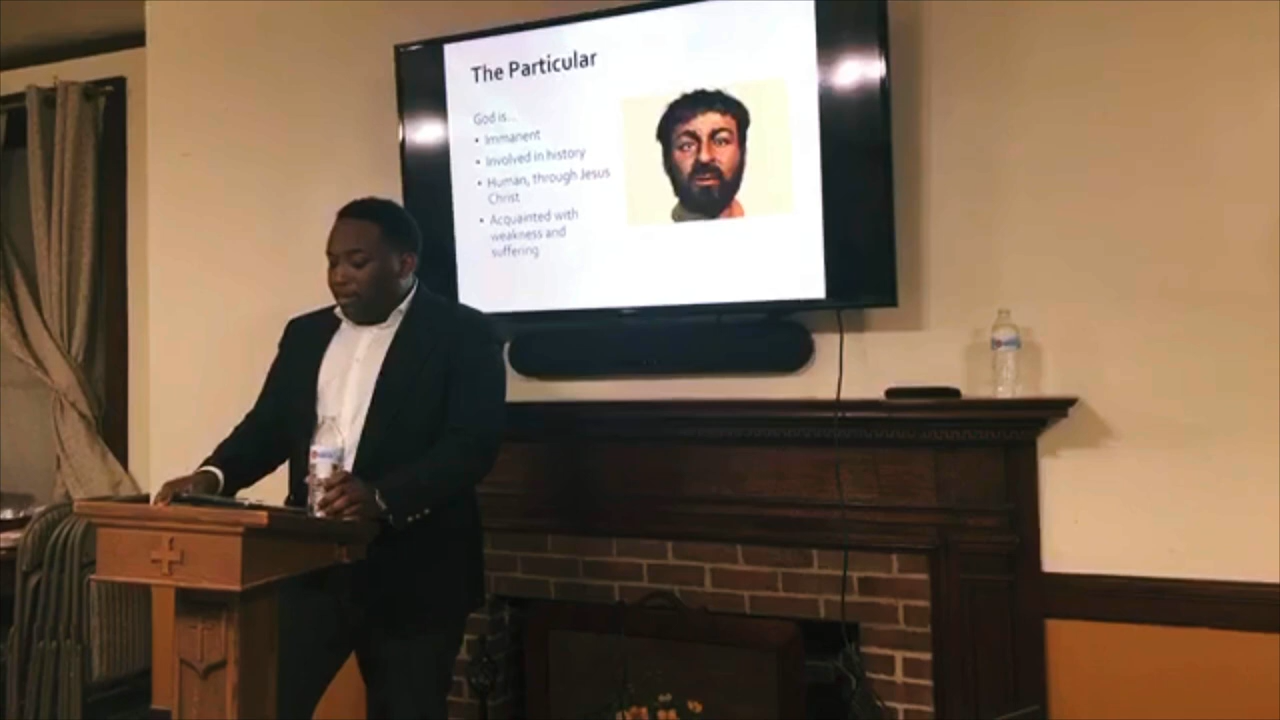 The Particular
God is...
• Immanent
• Involved in history
• Human, through Jesus
Christ
• Acquainted with
weakness and
suffering